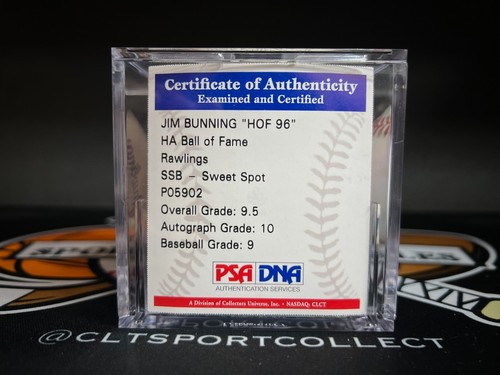 Certificate of Authenticity
Examined and Certified
JIM BUNNING "HOF 96"
HA Ball of Fame
Rawlings
SSB – Sweet Spot
P05902
Overall Grade: 9.5
Autograph Grade: 10
Baseball Grade: 9
PSA DNA
AUTHENTICATION SERVICES
A Division of Collectors Universe, Inc. - NASDAQ: CLCT
@CLTSPORTCOLLECT